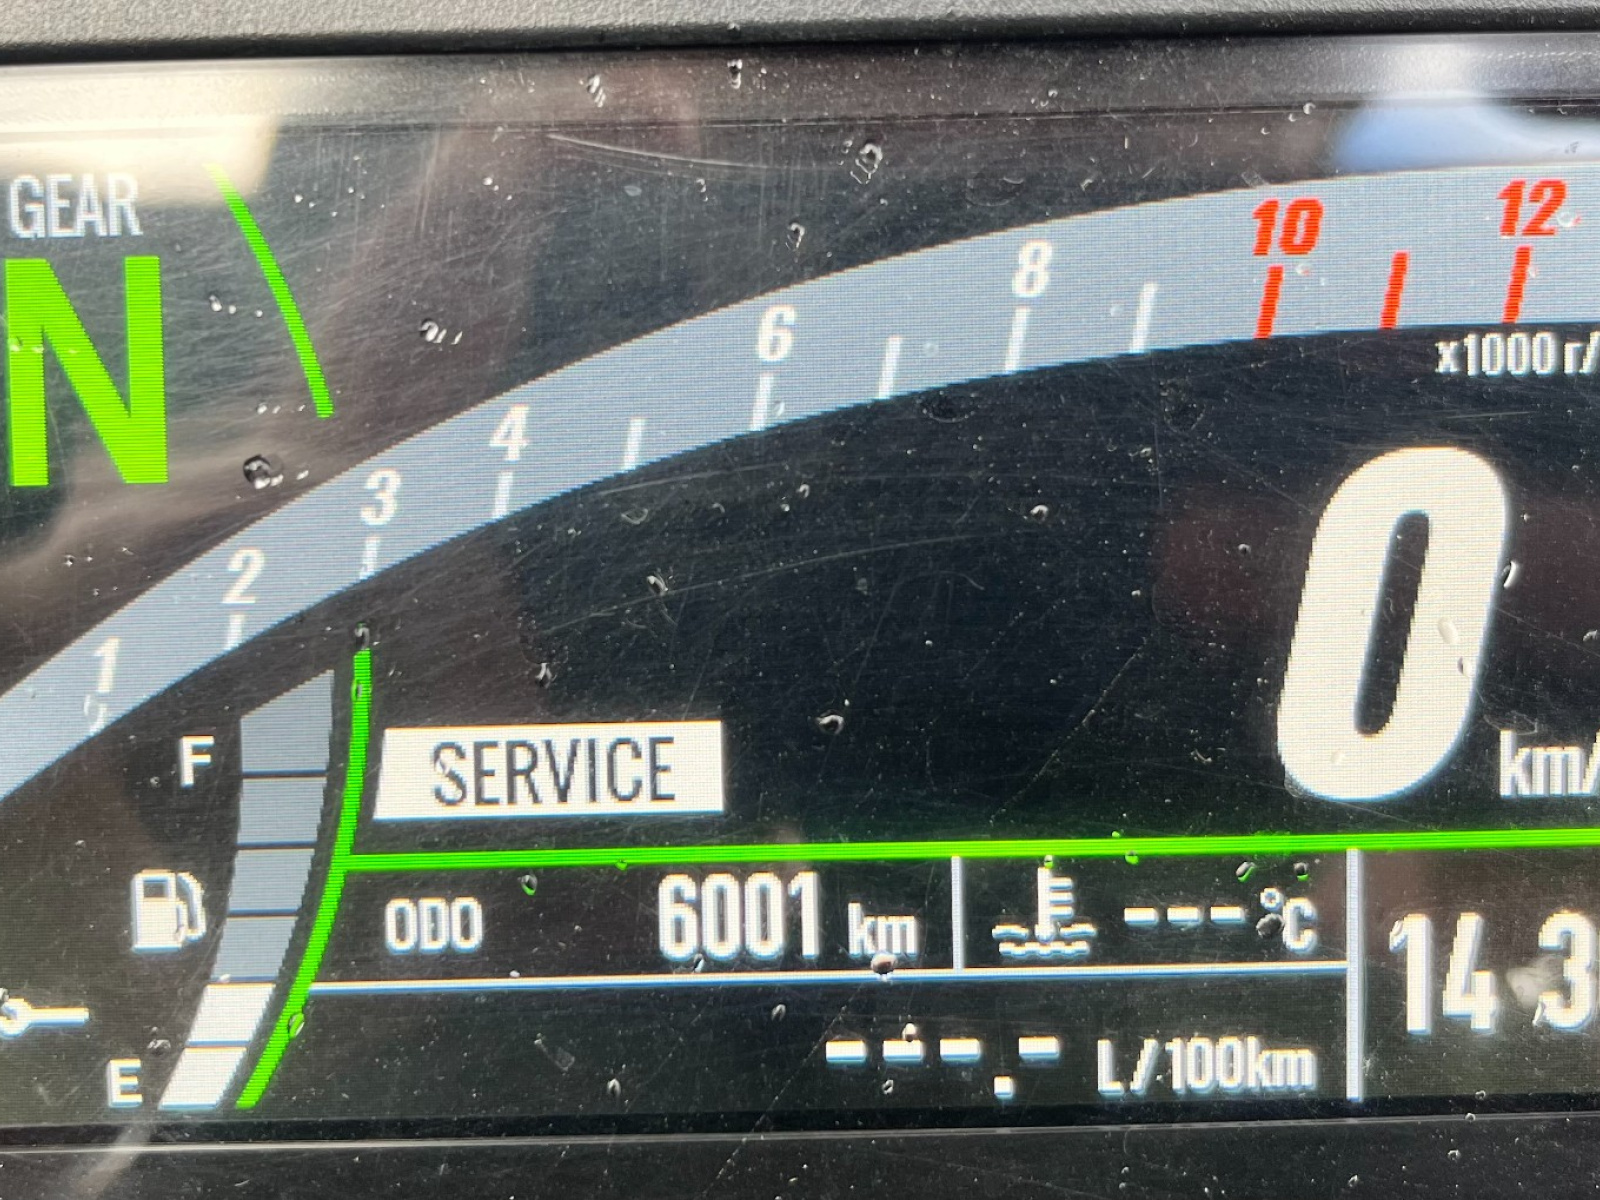 GEAR
N
1
2
3
4
6
8
10
12
x1000 r/
0
km/
F
SERVICE
ODO 6001 km
---°C
14 3
E
---.- L/100km